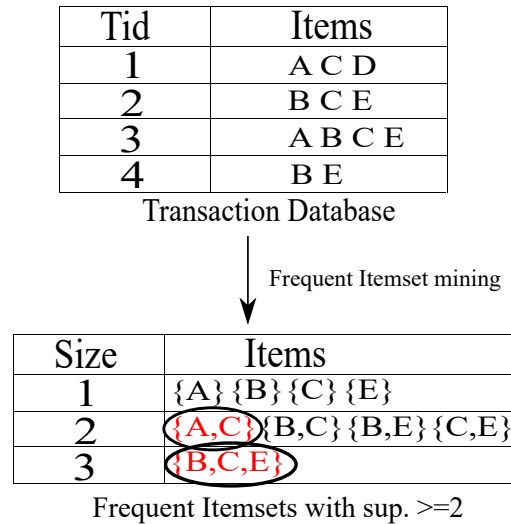 Tid Items
1 A C D
2 B C E
3 A B C E
4 B E
Transaction Database
Frequent Itemset mining
Size Items
1 {A} {B} {C} {E}
2 {A,C} {B,C} {B,E} {C,E}
3 {B,C,E}
Frequent Itemsets with sup. >=2